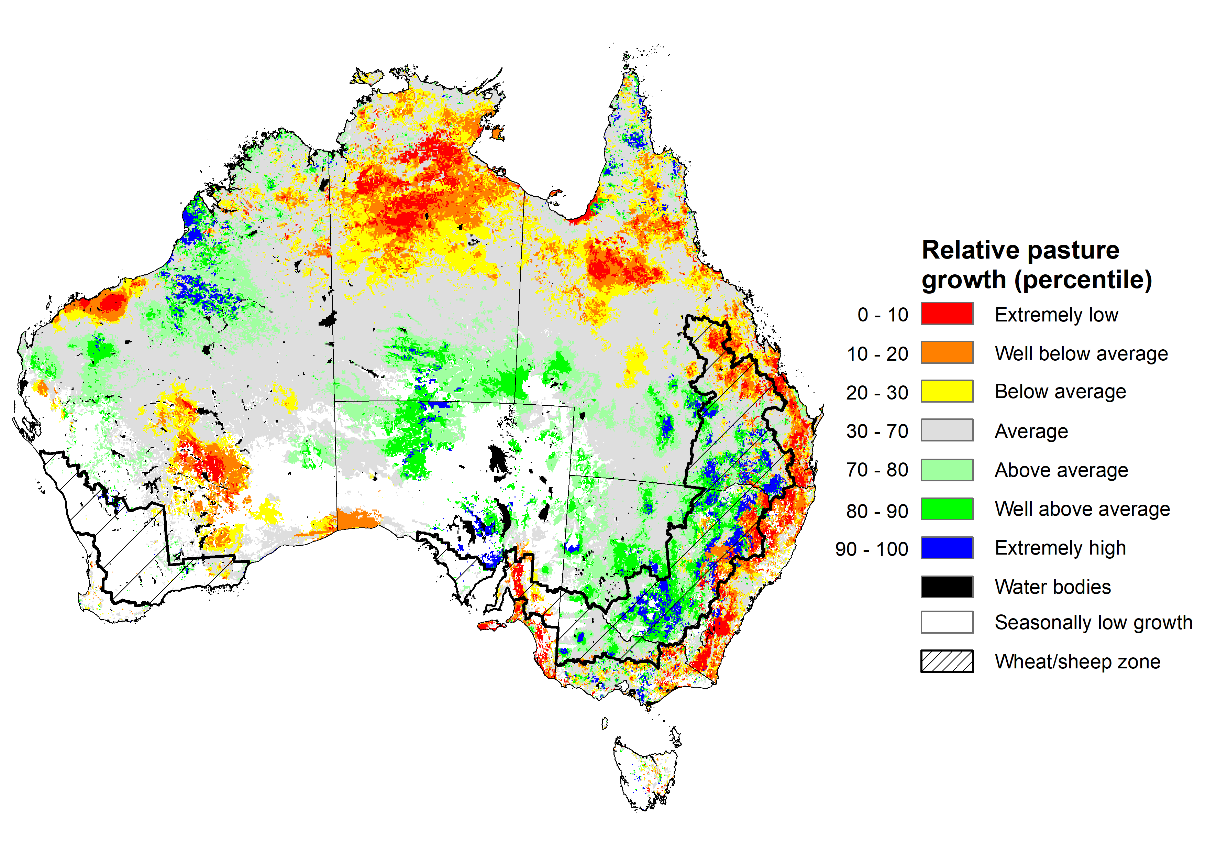 Relative pasture
growth (percentile)
0 - 10 Extremely low
10 - 20 Well below average
20 - 30 Below average
30 - 70 Average
70 - 80 Above average
80 - 90 Well above average
90 - 100 Extremely high
Water bodies
Seasonally low growth
Wheat/sheep zone